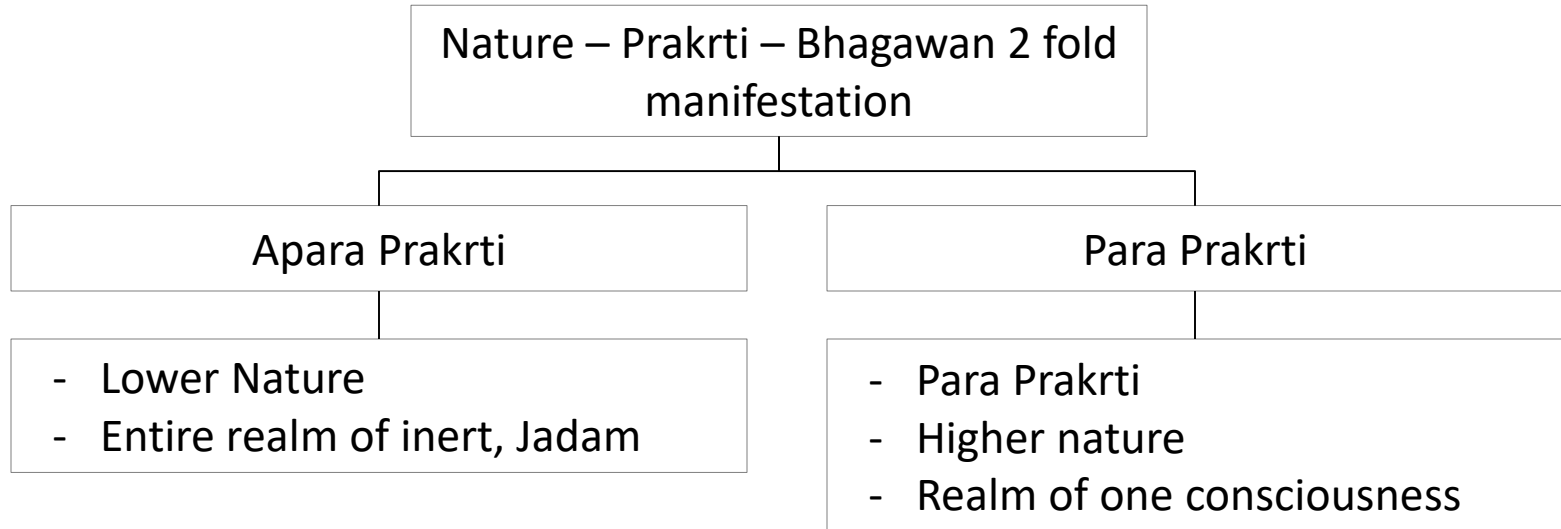 Nature – Prakrti – Bhagawan 2 fold
manifestation
Apara Prakrti
Para Prakrti
- Lower Nature
- Entire realm of inert, Jadam
- Para Prakrti
- Higher nature
- Realm of one consciousness